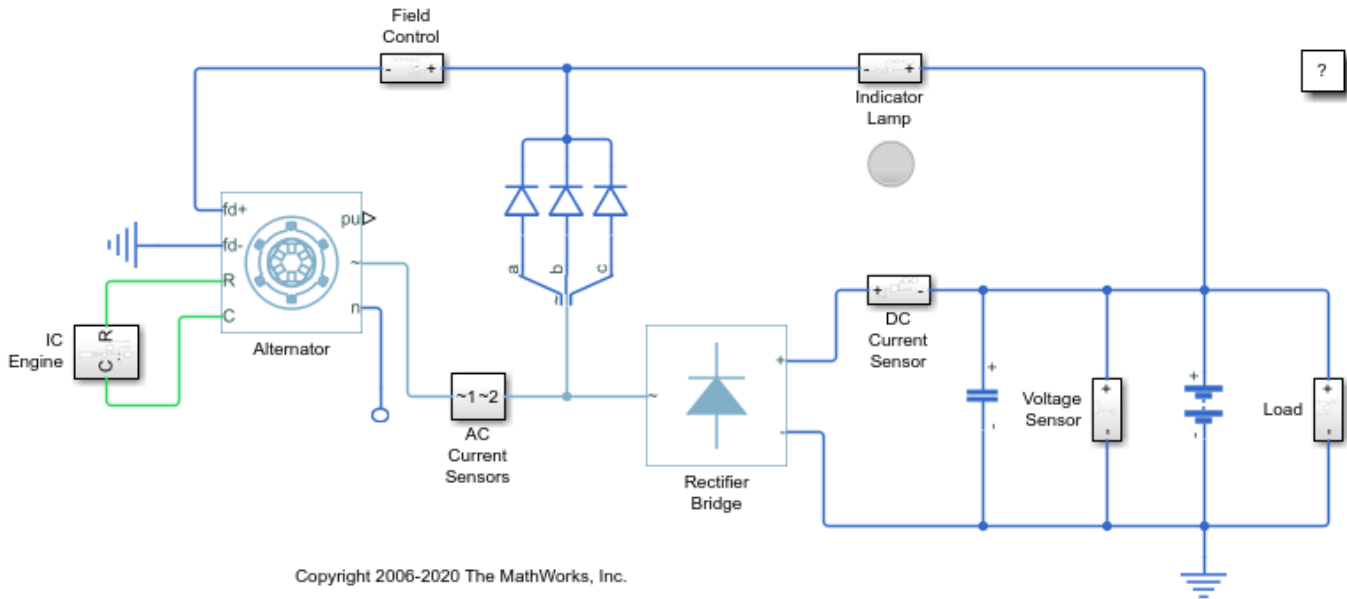 Field
Control
- +
- +
?
Indicator
Lamp
fd+
pu
fd-
a
b
c
~
R
~
≈
+ -
C
n
DC
Current
Sensor
IC
Engine
R
C
Alternator
+
~1 ~2
~
+
+
+
+
Voltage
Sensor
Load
-
-
-
-
-
AC
Current
Sensors
Rectifier
Bridge
Copyright 2006-2020 The MathWorks, Inc.